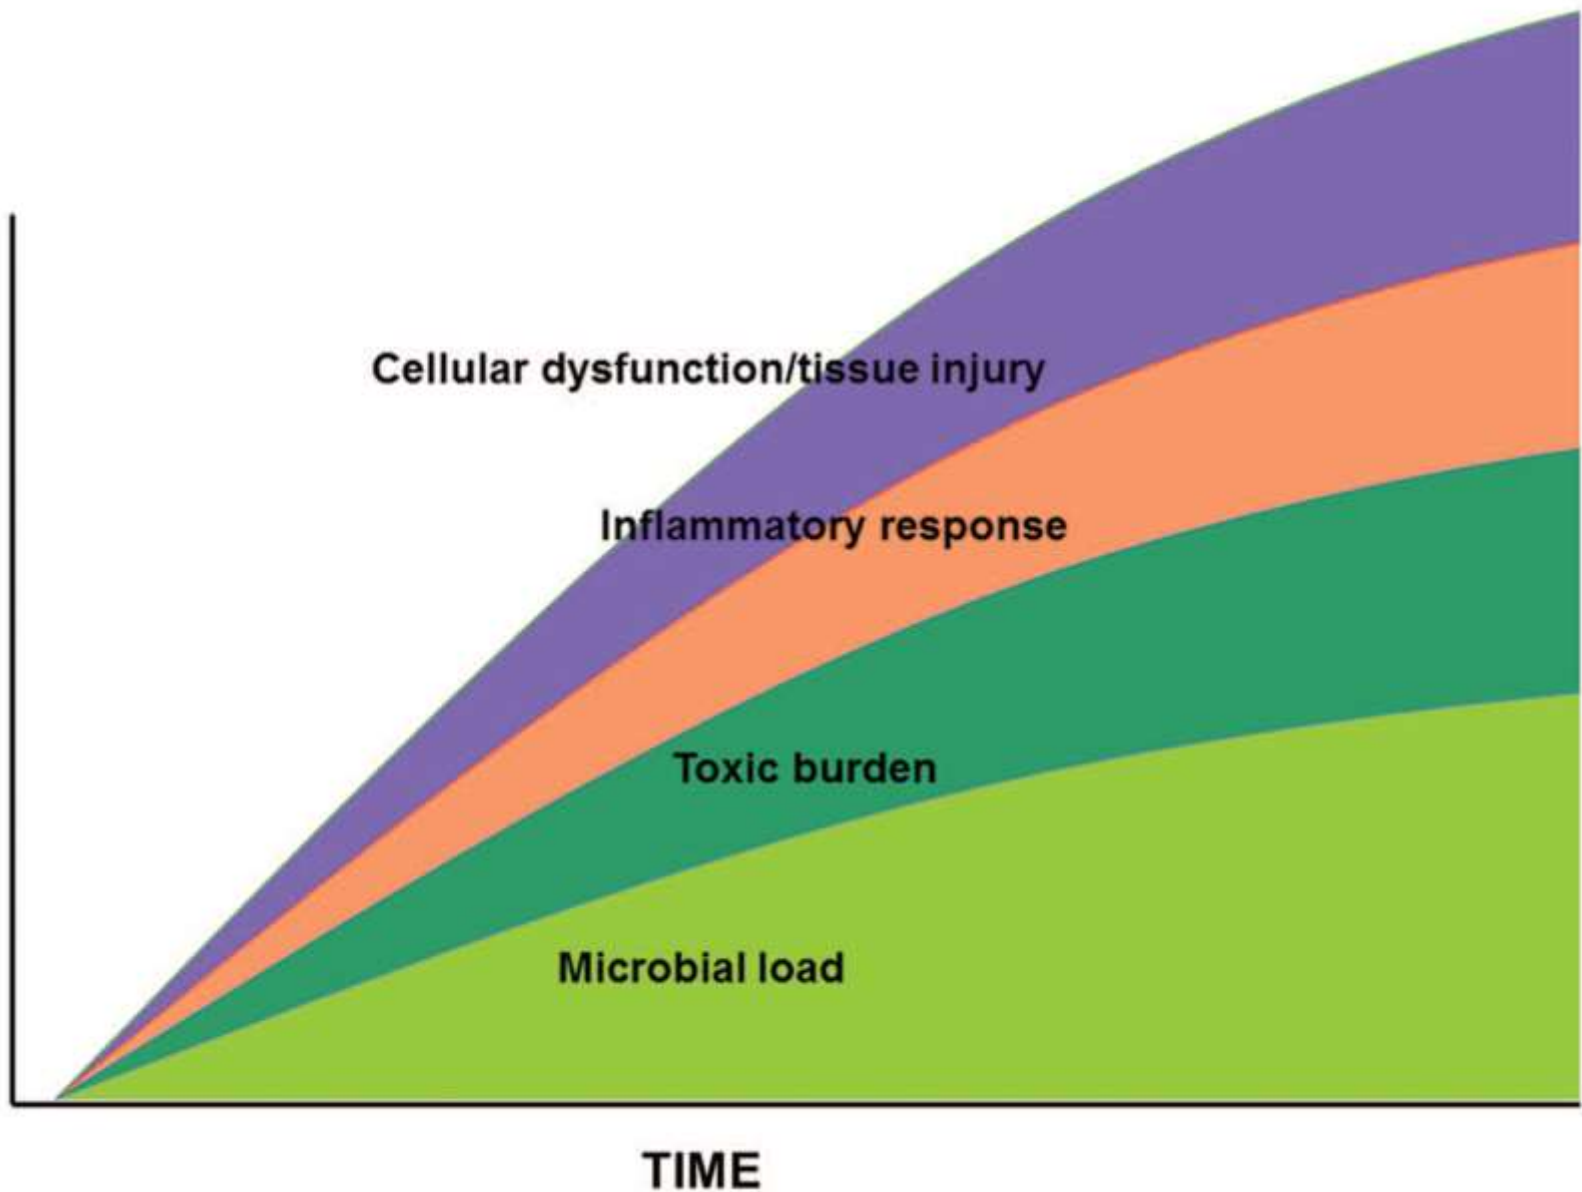 Cellular dysfunction/tissue injury
Inflammatory response
Toxic burden
Microbial load
TIME